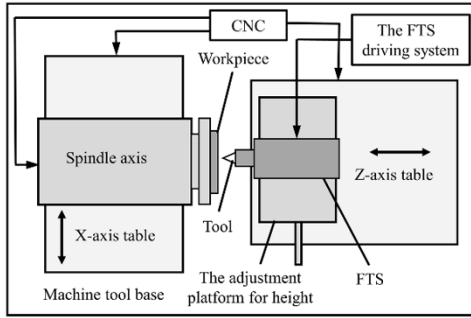 CNC
The FTS
driving system
Workpiece
Spindle axis
Z-axis table
Tool
X-axis table
The adjustment
platform for height
FTS
Machine tool base